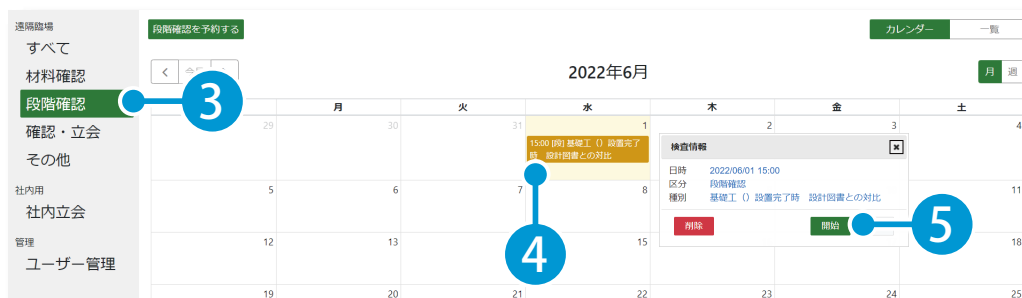 遠隔臨場
すべて
材料確認
段階確認
確認・立会
その他
社内用
社内立会
管理
ユーザー管理
段階確認を予約する
カレンダー 一覧
2022年6月
月 週
月 火 水 木 金 土
29 30 31 1 2 3 4
15:00 [段] 基礎工（）設置完了
時 設計図書との対比
検査情報
日時 2022/06/01 15:00
区分 段階確認
種別 基礎工（）設置完了時 設計図書との対比
削除 開始
5 6 7 8 11
12 13 15 18
19 20 21 22 23 24 25
3
4
5